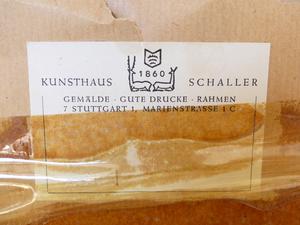 1860
KUNSTHAUS SCHALLER
GEMÄLDE · GUTE DRUCKE · RAHMEN
7 STUTTGART 1, MARIENSTRASSE 1 C